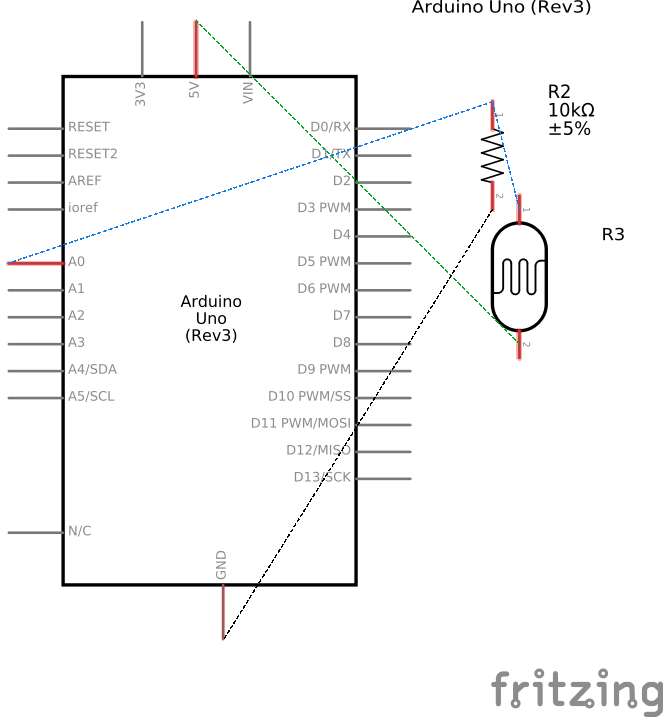 Arduino Uno (Rev3)
3V3
5V
VIN
RESET
RESET2
AREF
ioref
A0
A1
A2
A3
A4/SDA
A5/SCL
N/C
D0/RX
D1/TX
D2
D3 PWM
D4
D5 PWM
D6 PWM
D7
D8
D9 PWM
D10 PWM/SS
D11 PWM/MOSI
D12/MISO
D13/SCK
Arduino
Uno
(Rev3)
GND
1
2
R2
10kΩ
±5%
1
2
R3
fritzing